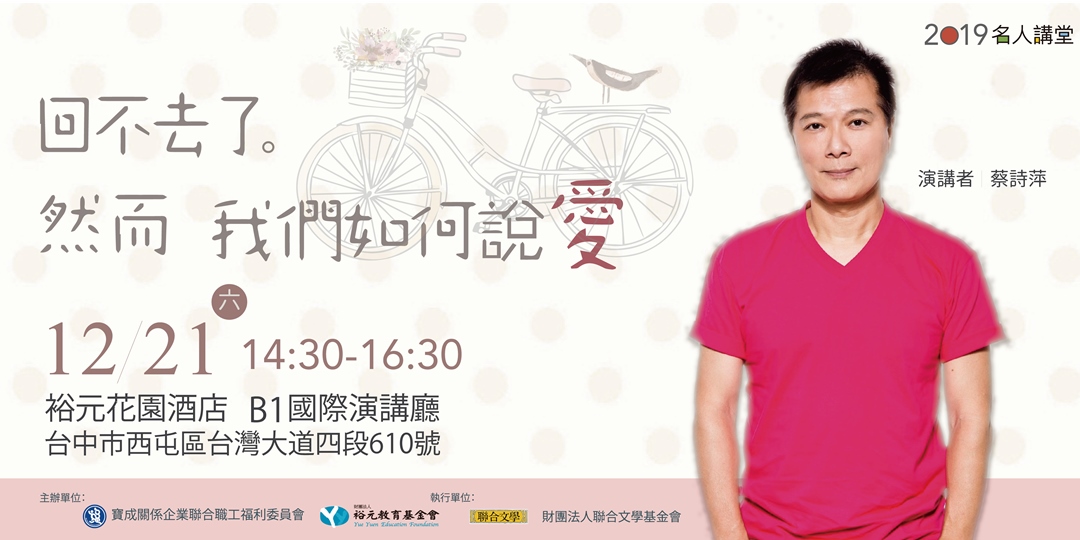 2019名人講堂
回不去了。
然而 我們如何說愛
演講者 蔡詩萍
六
12/21 14:30-16:30
裕元花園酒店 B1國際演講廳
台中市西屯區台灣大道四段610號
主辦單位:
執行單位:
寶成關係企業聯合職工福利委員會
財團法人
裕元教育基金會
Yue Yuen Education Foundation
聯合文學
財團法人聯合文學基金會